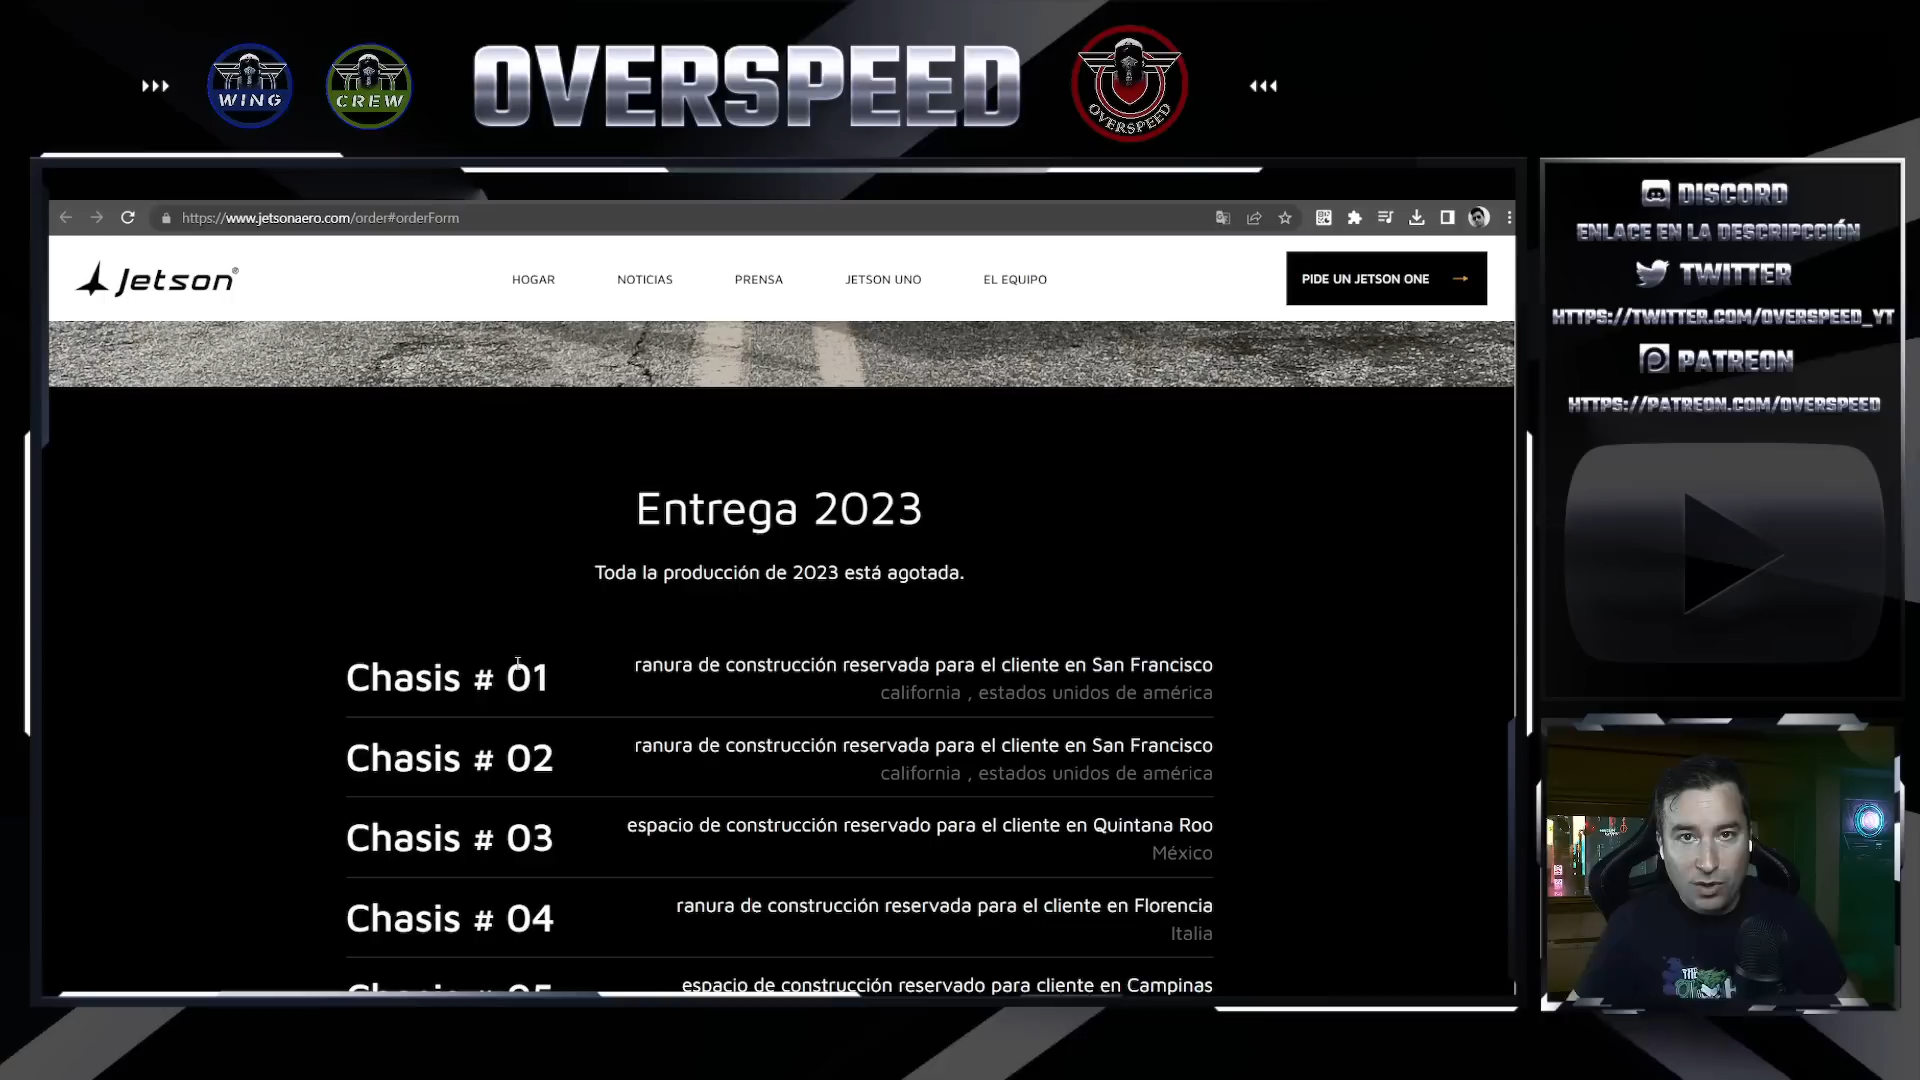 WING
CREW
OVERSPEED
OVERSPEED
https://www.jetsonaero.com/order#orderForm
Jetson®
HOGAR
NOTICIAS
PRENSA
JETSON UNO
EL EQUIPO
PIDE UN JETSON ONE
Entrega 2023
Toda la producción de 2023 está agotada.
Chasis # 01
ranura de construcción reservada para el cliente en San Francisco
california , estados unidos de américa
Chasis # 02
ranura de construcción reservada para el cliente en San Francisco
california , estados unidos de américa
Chasis # 03
espacio de construcción reservado para el cliente en Quintana Roo
México
Chasis # 04
ranura de construcción reservada para el cliente en Florencia
Italia
Chasis # 05
espacio de construcción reservado para cliente en Campinas
DISCORD
ENLACE EN LA DESCRIPCCIÓN
TWITTER
HTTPS://TWITTER.COM/OVERSPEED_YT
PATREON
HTTPS://PATREON.COM/OVERSPEED
THE